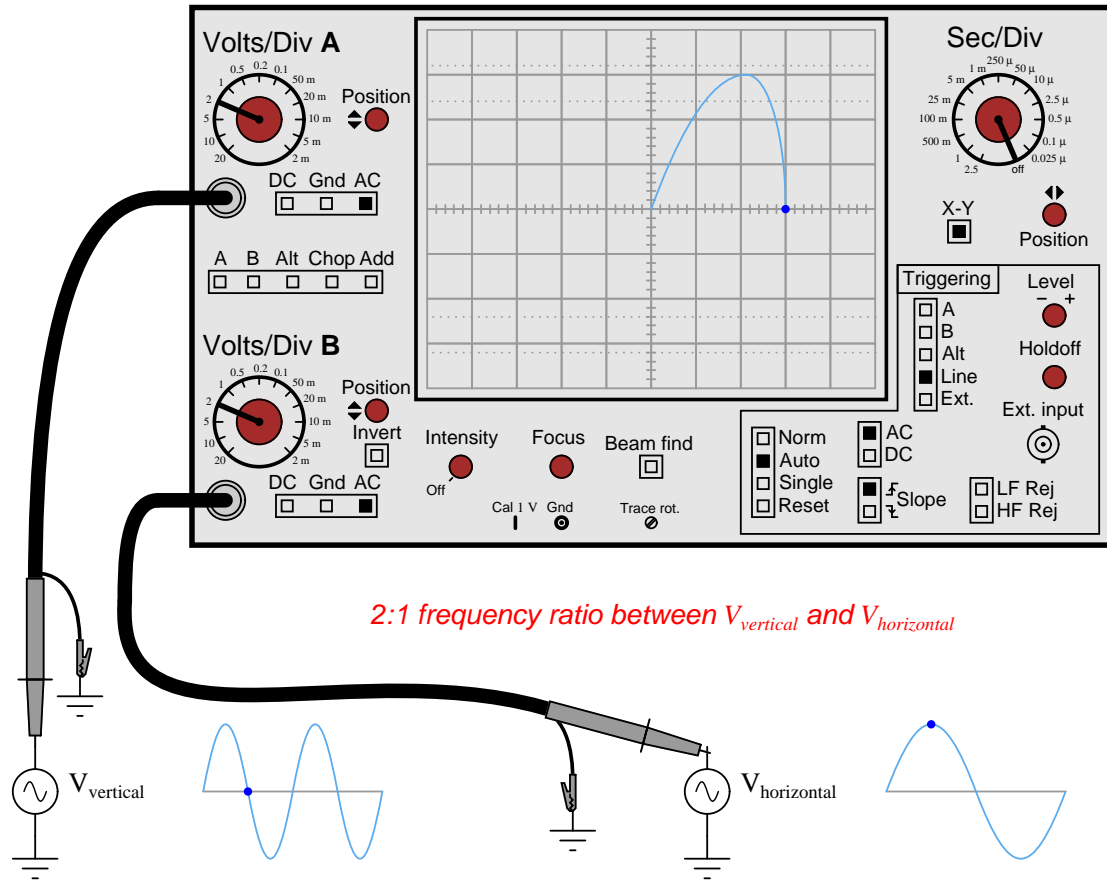 Volts/Div A
20 10 5 2 1 0.5 0.2 0.1 50 m 20 m 10 m 5 m 2 m
Position
DC Gnd AC
A B Alt Chop Add
Volts/Div B
20 10 5 2 1 0.5 0.2 0.1 50 m 20 m 10 m 5 m 2 m
Position
Invert
DC Gnd AC
Intensity
Off
Focus
Beam find
Cal 1 V Gnd
Trace rot.
Sec/Div
2.5 1 500 m 100 m 25 m 5 m 1 m 250 µ 50 µ 10 µ 2.5 µ 0.5 µ 0.1 µ 0.025 µ off
X-Y
Position
Triggering
A
B
Alt
Line
Ext.
Level
− +
Holdoff
Ext. input
Norm
Auto
Single
Reset
AC
DC
Slope
LF Rej
HF Rej
2:1 frequency ratio between Vvertical and Vhorizontal
Vvertical
Vhorizontal